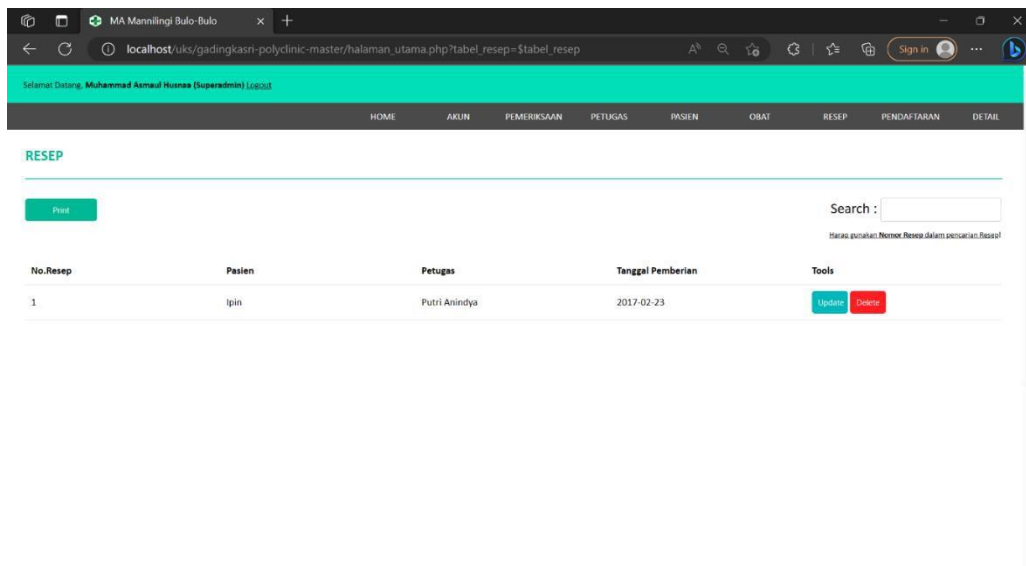 MA Mannilingi Bulo-Bulo
localhost/uks/gadingkasri-polyclinic-master/halaman_utama.php?tabel_resep=$tabel_resep
Sign in
Selamat Datang, Muhammad Asmaul Husnaa (Superadmin) Logout
HOME AKUN PEMERIKSAAN PETUGAS PASIEN OBAT RESEP PENDAFTARAN DETAIL
RESEP
Print
Search :
Harap gunakan Nomor Resep dalam pencarian Resep!
No.Resep Pasien Petugas Tanggal Pemberian Tools
1 Ipin Putri Anindya 2017-02-23 Update Delete